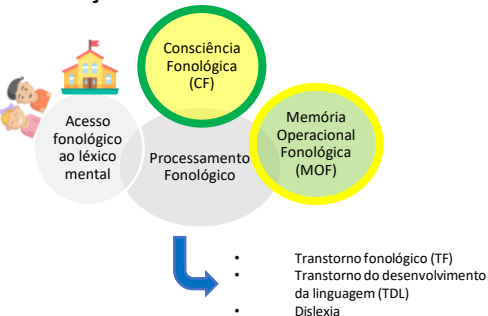 Consciência
Fonológica
(CF)
Acesso
fonológico
ao léxico
mental
Processamento
Fonológico
Memória
Operacional
Fonológica
(MOF)
• Transtorno fonológico (TF)
• Transtorno do desenvolvimento
da linguagem (TDL)
• Dislexia